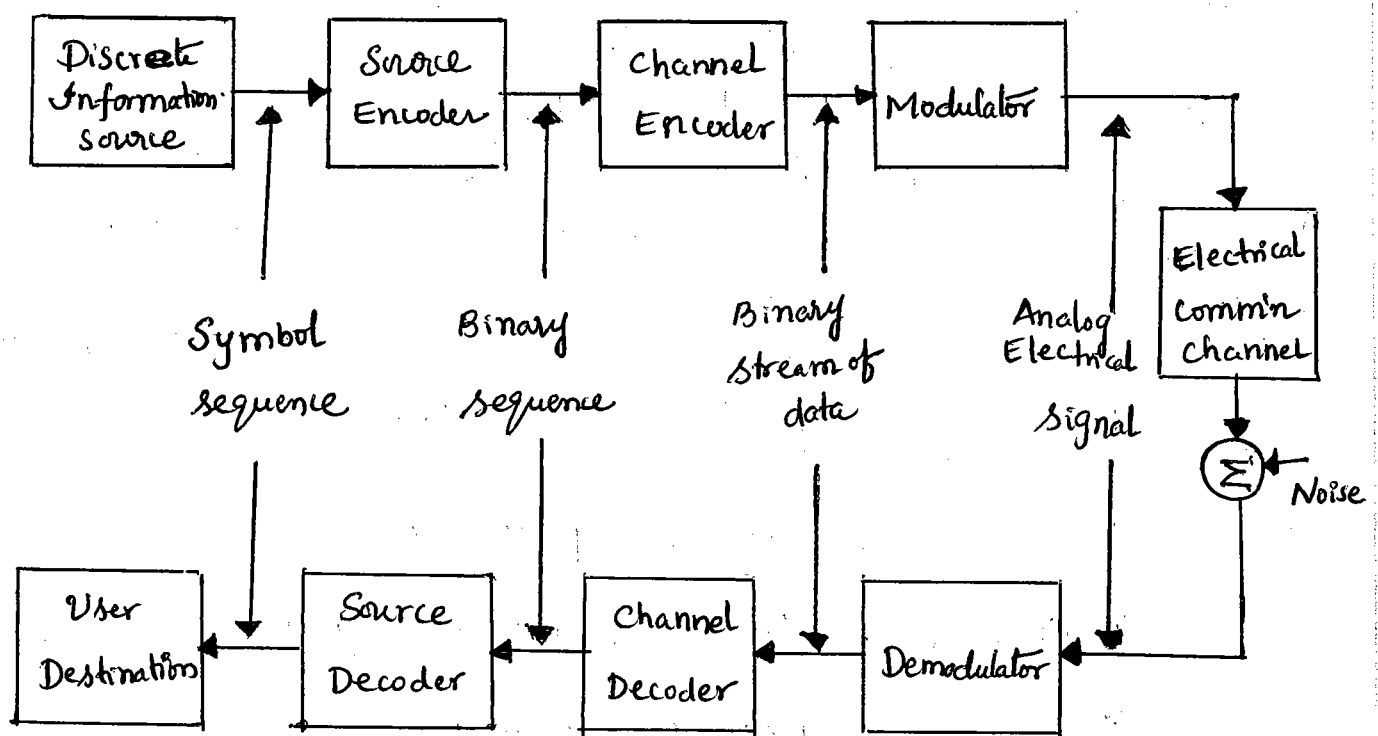 Discrete
Information
source
Source
Encoder
Channel
Encoder
Modulator
Electrical
Comm'n
Channel
Symbol
sequence
Binary
sequence
Binary
stream of
data
Analog
Electrical
signal
Σ
Noise
User
Destination
Source
Decoder
Channel
Decoder
Demodulator